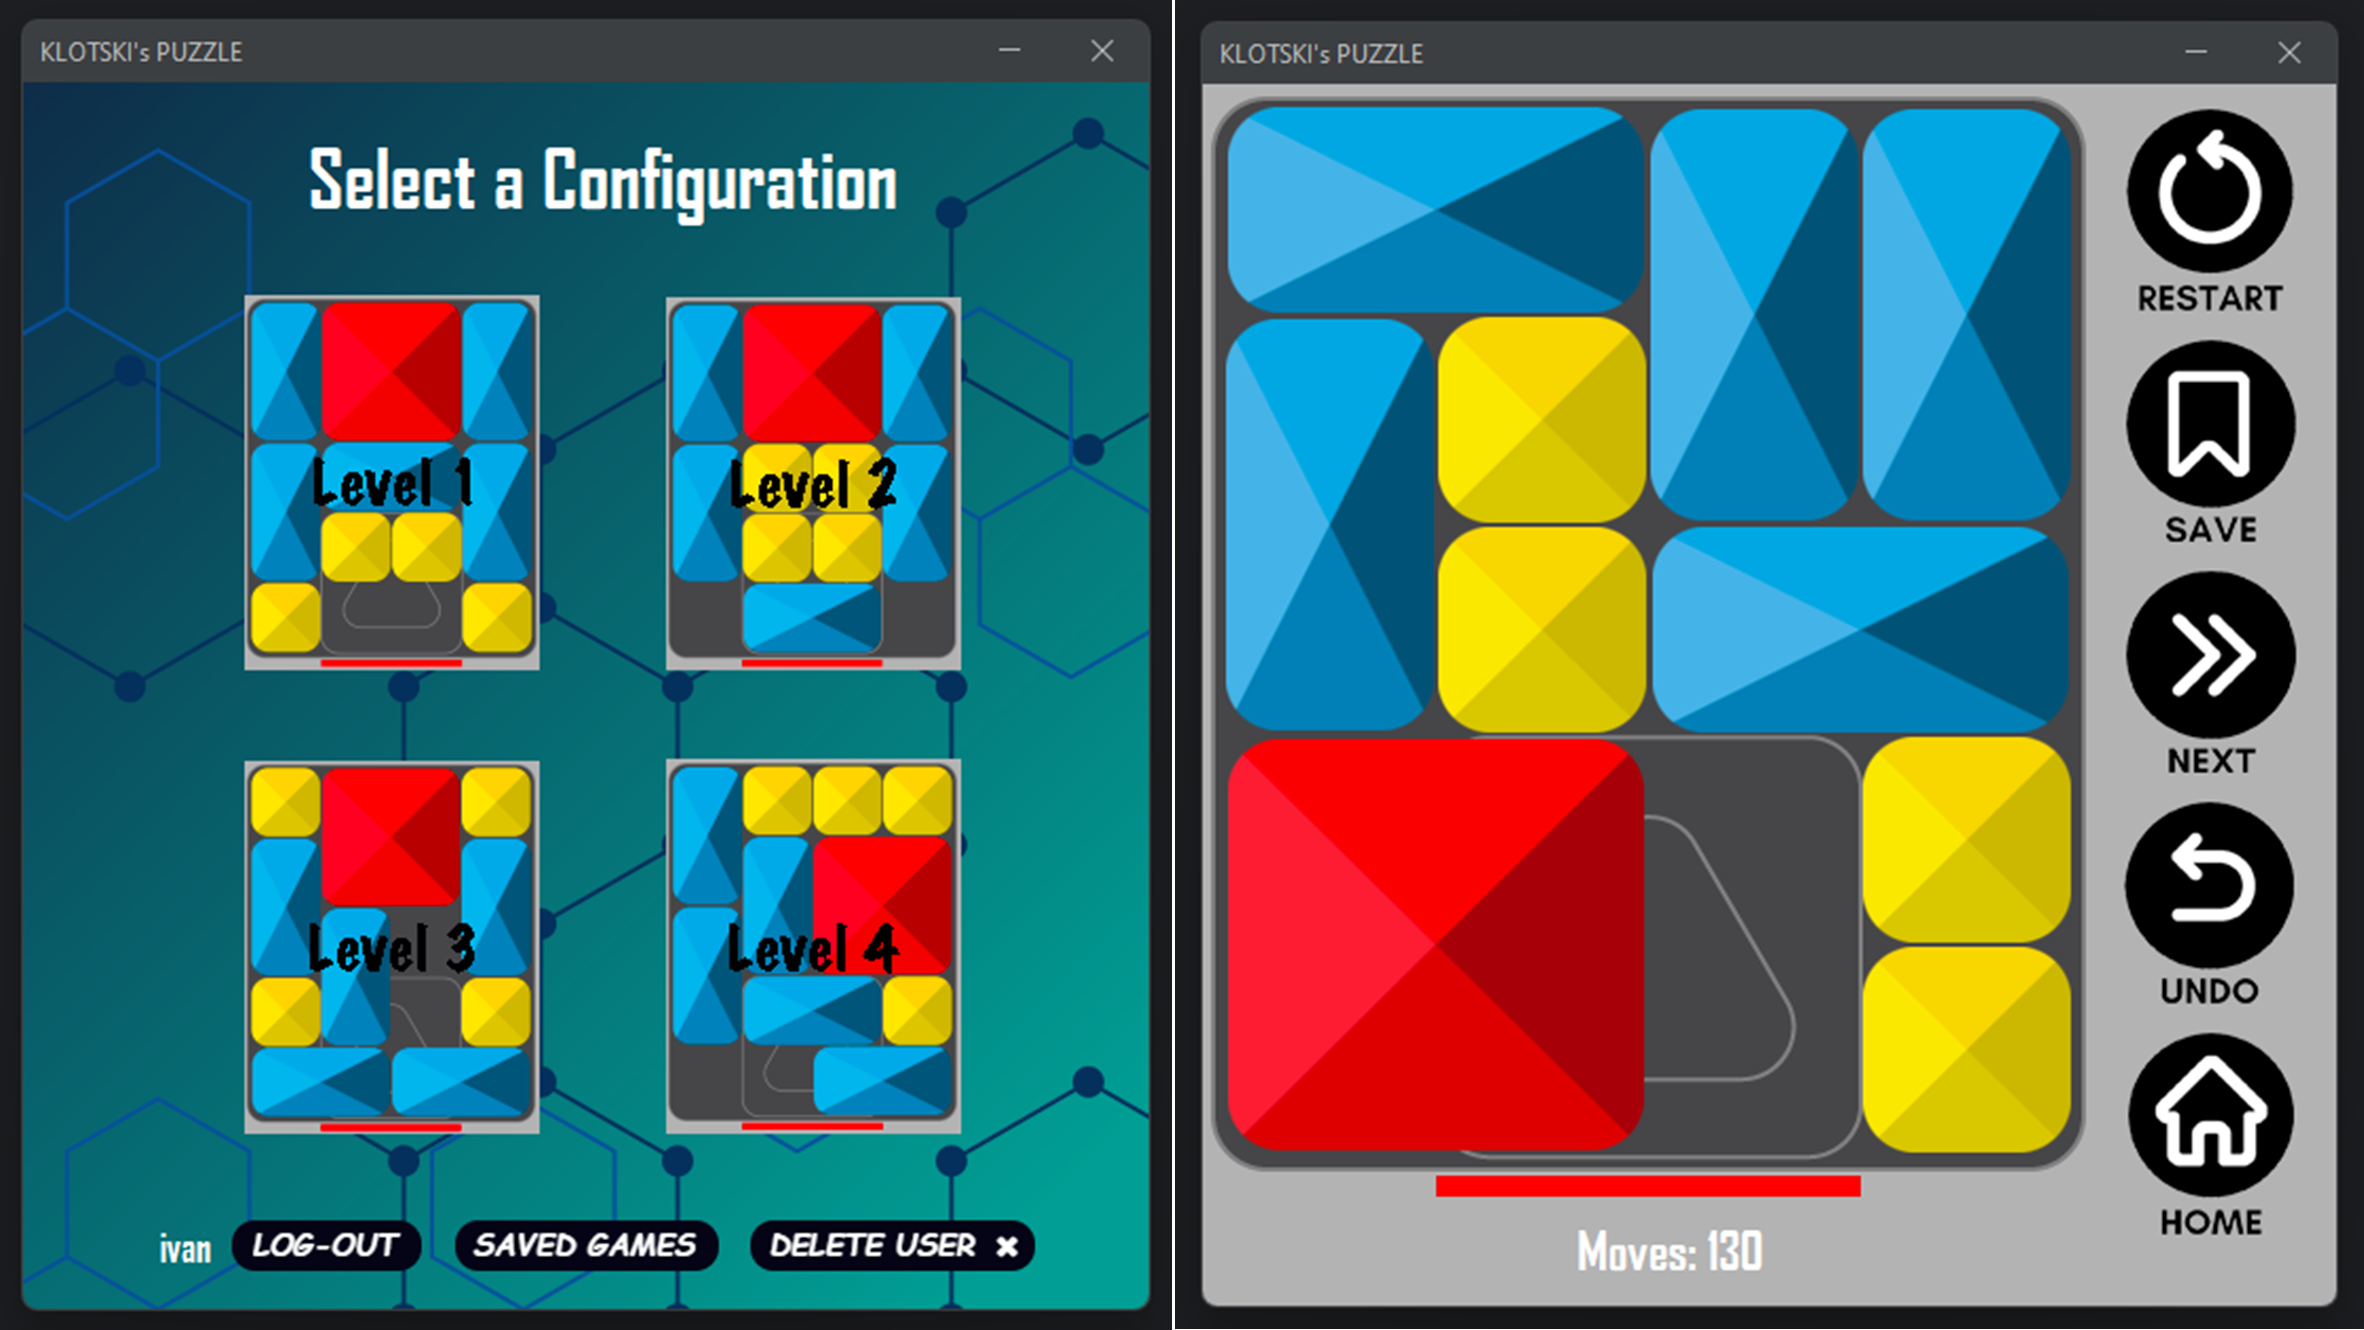 KLOTSKI's PUZZLE
Select a Configuration
Level 1
Level 2
Level 3
Level 4
ivan
LOG-OUT
SAVED GAMES
DELETE USER ✖
KLOTSKI's PUZZLE
RESTART
SAVE
NEXT
UNDO
HOME
Moves: 130